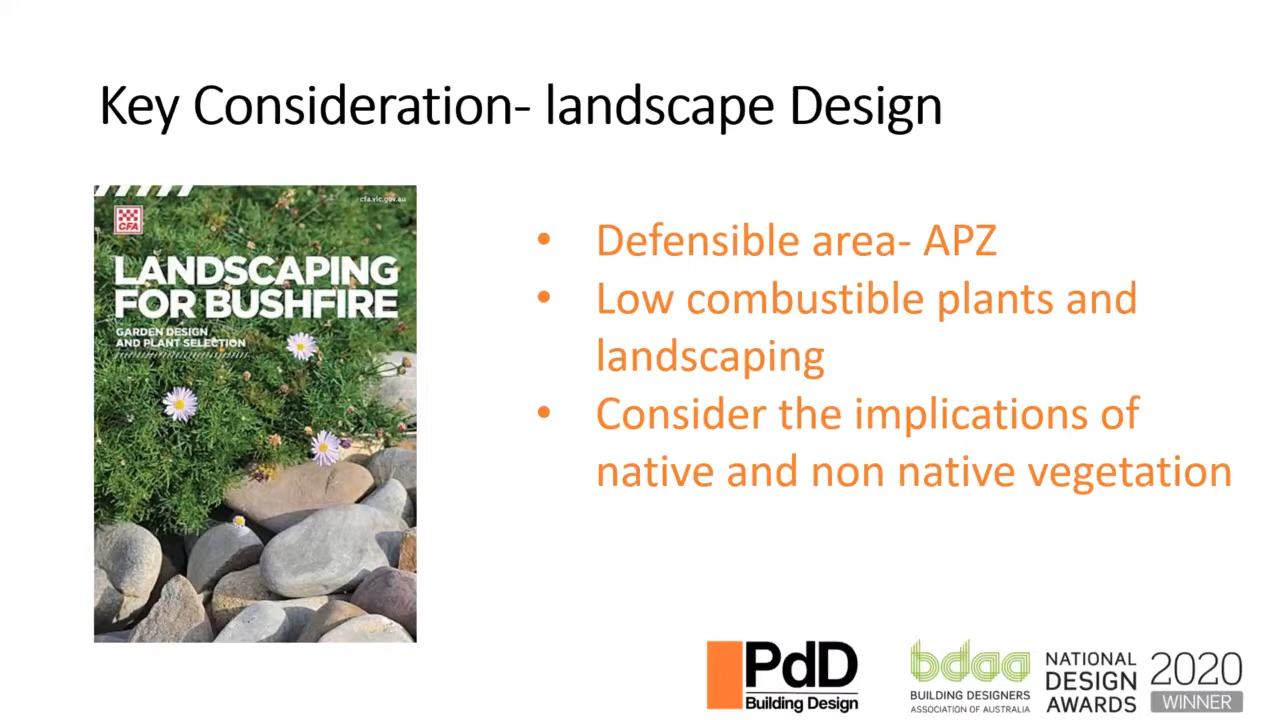 Key Consideration- landscape Design
cfa.vic.gov.au
CFA
LANDSCAPING
FOR BUSHFIRE
GARDEN DESIGN
AND PLANT SELECTION
• Defensible area- APZ
• Low combustible plants and
landscaping
• Consider the implications of
native and non native vegetation
PdD
Building Design
bdaa
BUILDING DESIGNERS
ASSOCIATION OF AUSTRALIA
NATIONAL
DESIGN
AWARDS
2020
WINNER